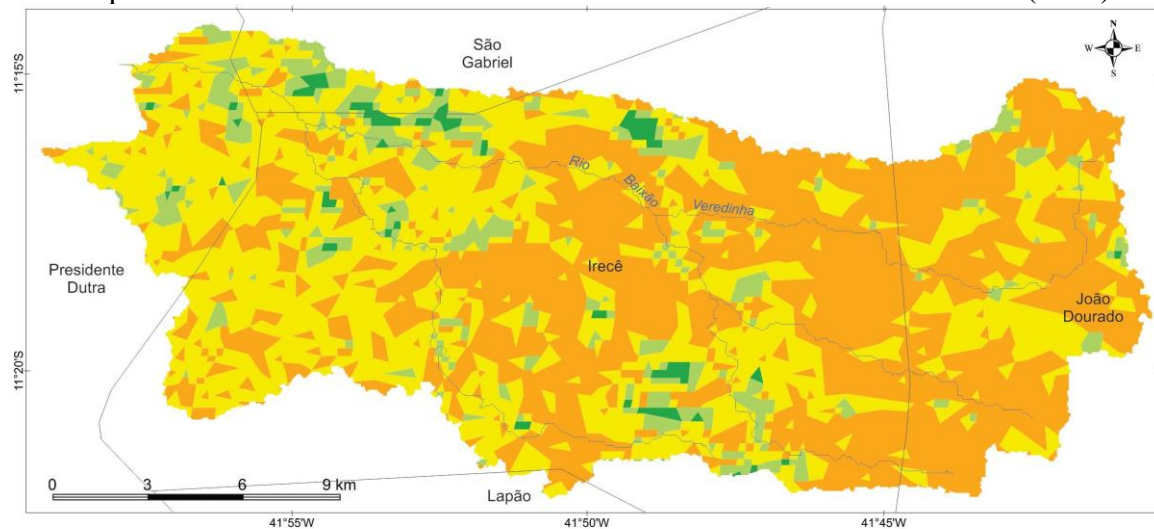 N
W E
S
São
Gabriel
11°15'S
Rio
Baixão
Veredinha
Presidente
Dutra
Irecê
João
Dourado
11°20'S
0 3 6 9 km
Lapão
41°55'W 41°50'W 41°45'W